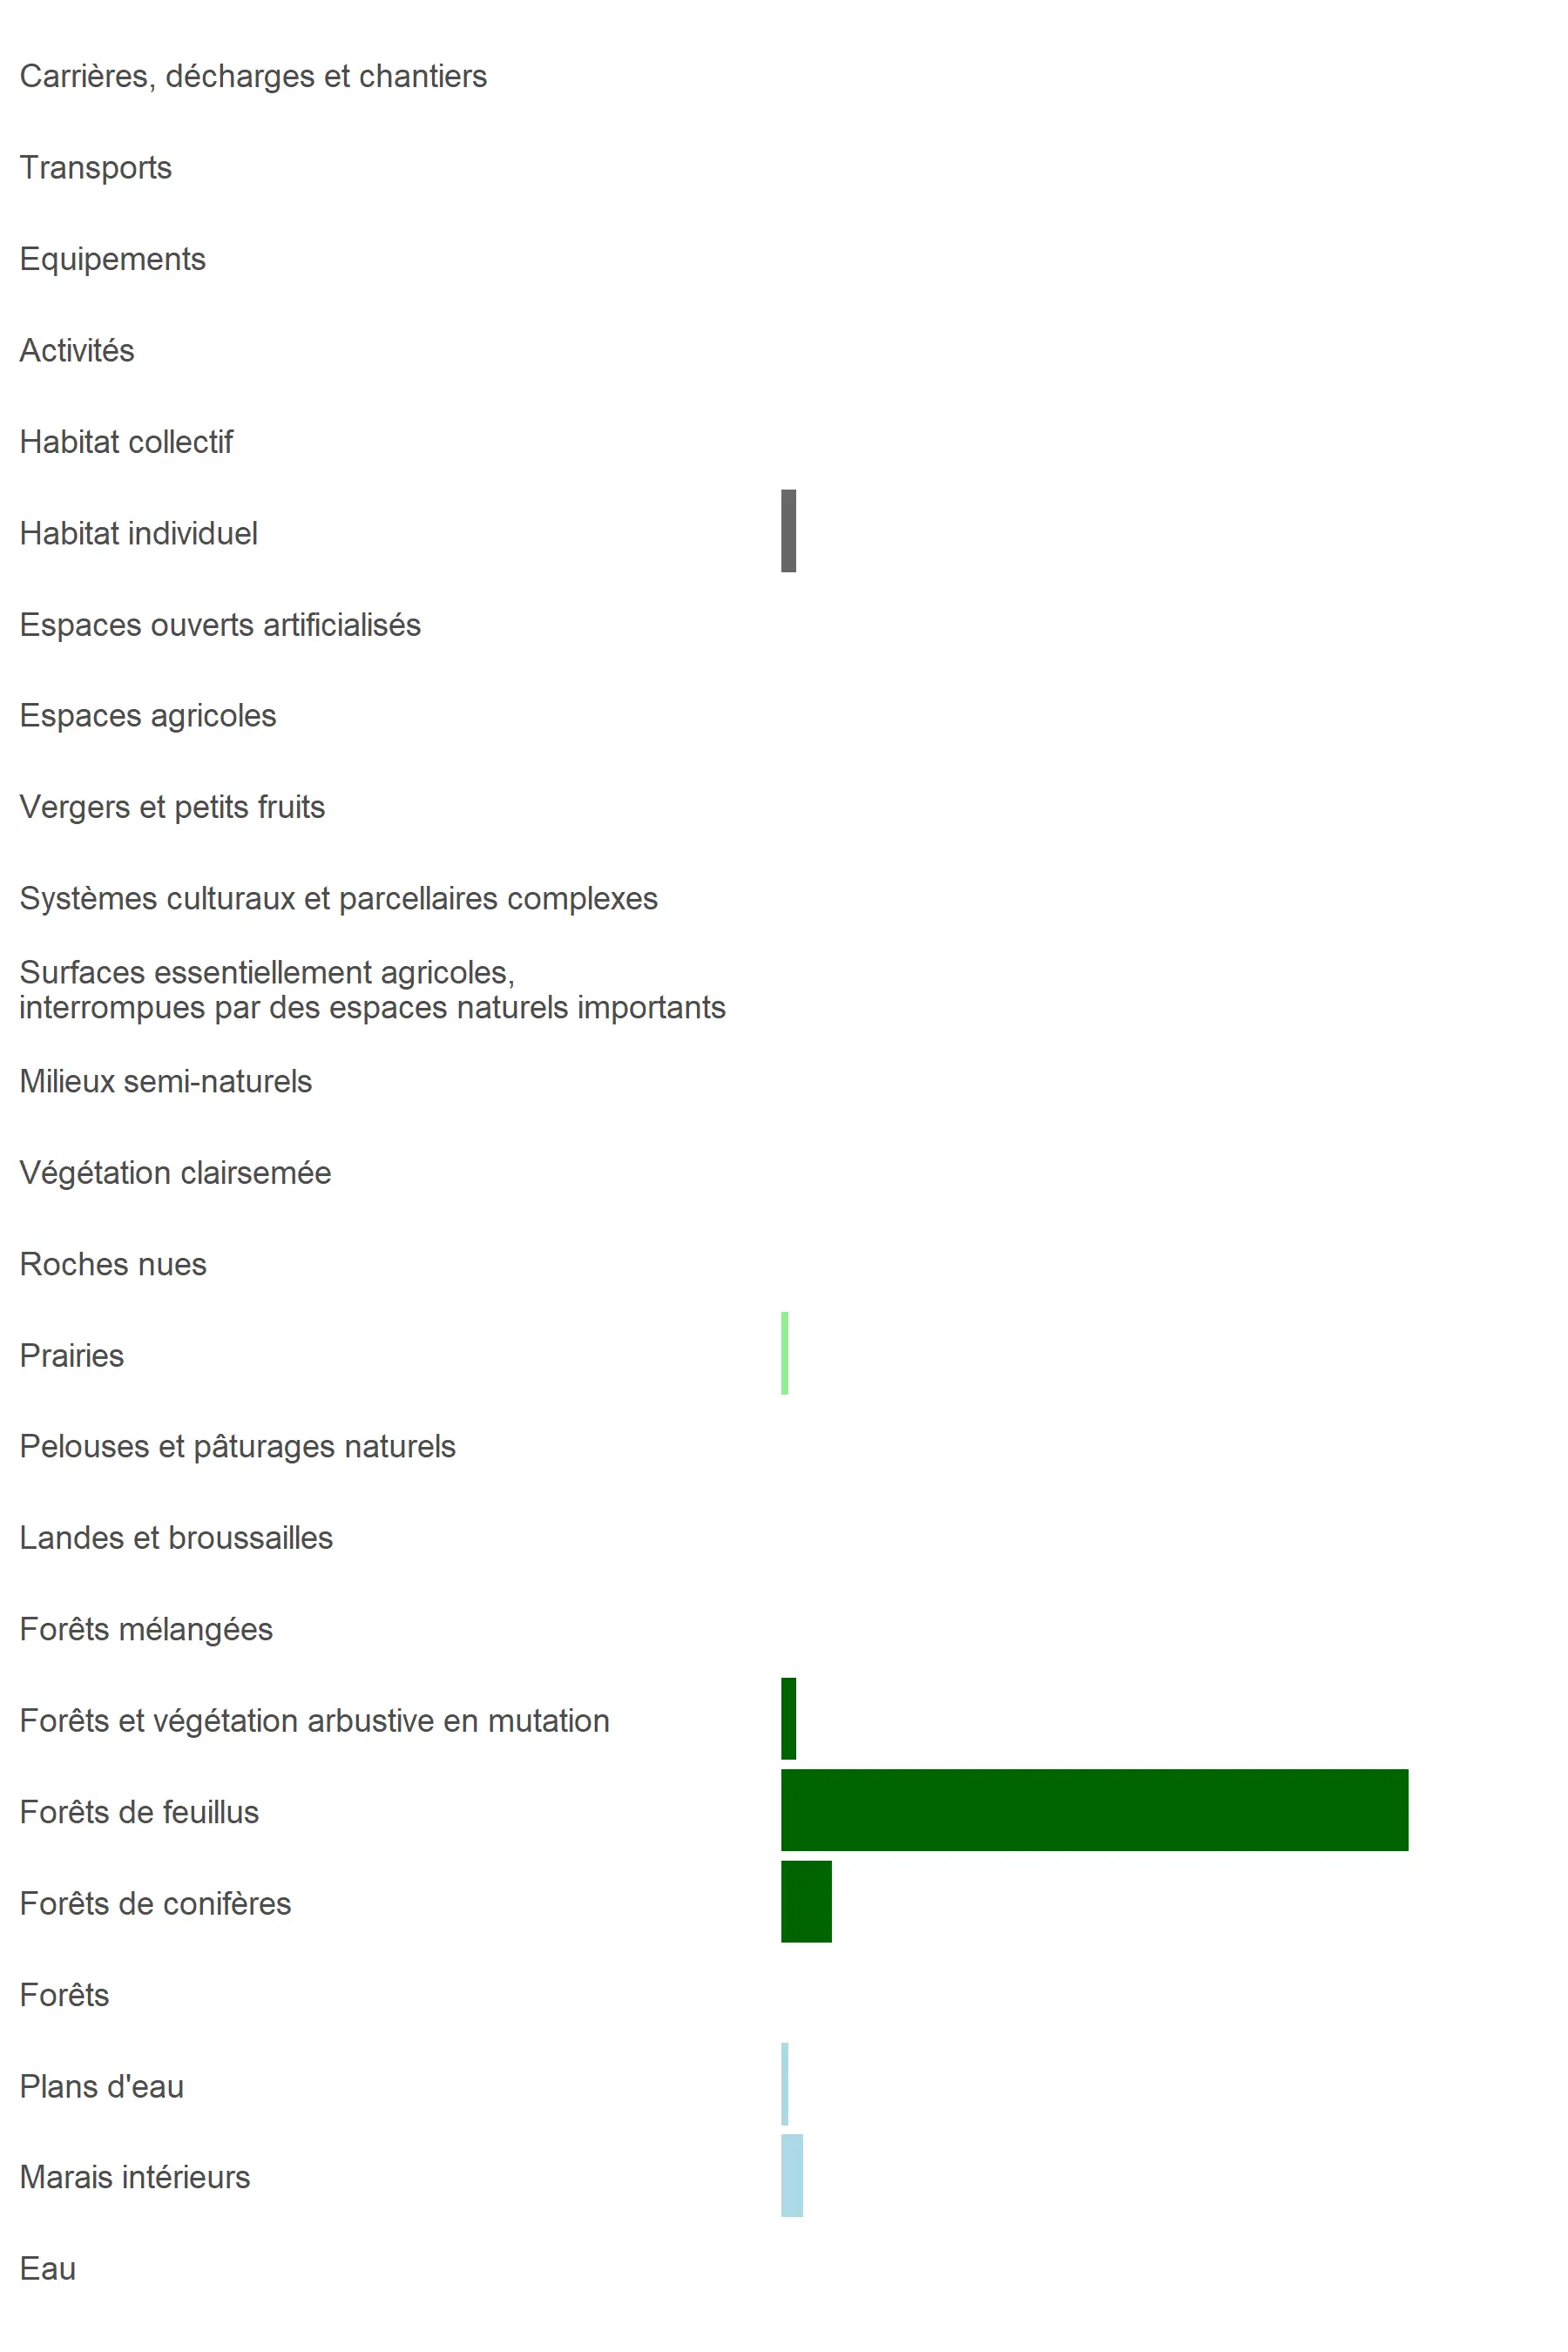 Carrières, décharges et chantiers
Transports
Equipements
Activités
Habitat collectif
Habitat individuel
Espaces ouverts artificialisés
Espaces agricoles
Vergers et petits fruits
Systèmes culturaux et parcellaires complexes
Surfaces essentiellement agricoles,
interrompues par des espaces naturels importants
Milieux semi-naturels
Végétation clairsemée
Roches nues
Prairies
Pelouses et pâturages naturels
Landes et broussailles
Forêts mélangées
Forêts et végétation arbustive en mutation
Forêts de feuillus
Forêts de conifères
Forêts
Plans d'eau
Marais intérieurs
Eau